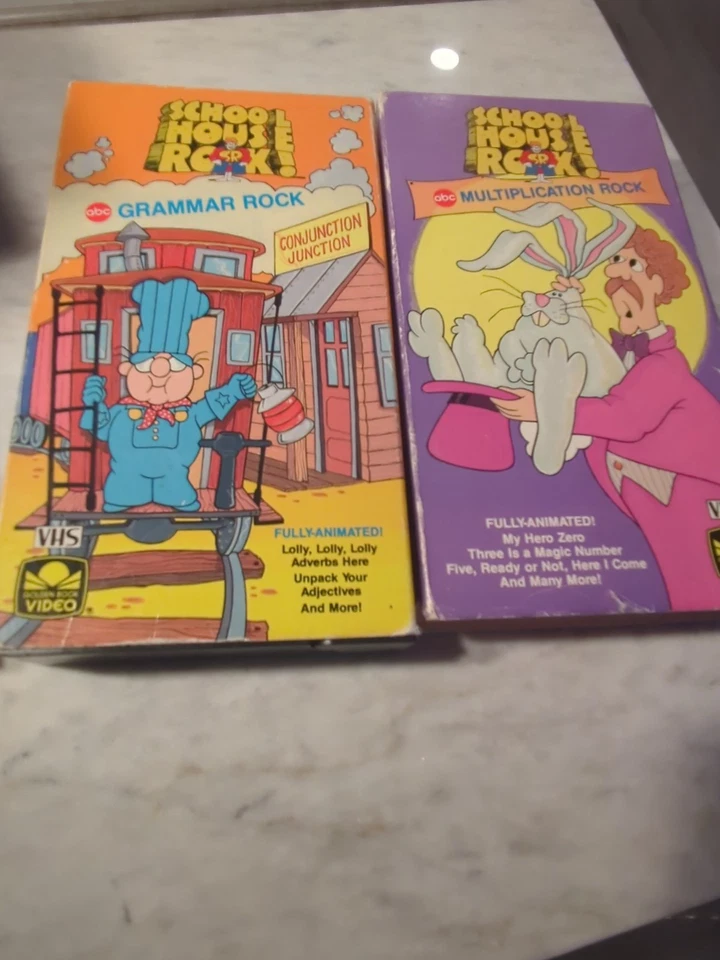 SCHOOL
HOUSE
ROCK!
abc GRAMMAR ROCK
CONJUNCTION
JUNCTION
VHS
GOLDEN BOOK
VIDEO
FULLY-ANIMATED!
Lolly, Lolly, Lolly
Adverbs Here
Unpack Your
Adjectives
And More!
SCHOOL
HOUSE
ROCK!
abc MULTIPLICATION ROCK
FULLY-ANIMATED!
My Hero Zero
Three Is a Magic Number
Five, Ready or Not, Here I Come
And Many More!